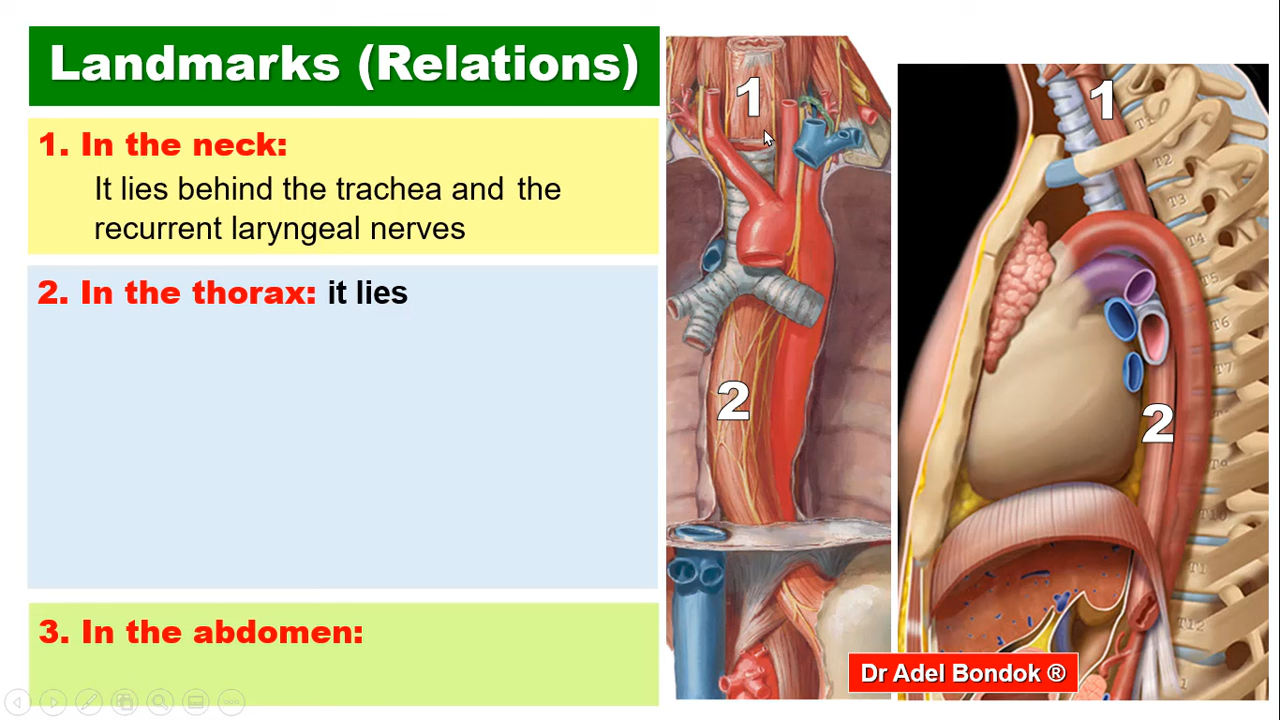 Landmarks (Relations)
1. In the neck:
It lies behind the trachea and the
recurrent laryngeal nerves
2. In the thorax: it lies
3. In the abdomen:
1
2
1
T1
T2
T3
T4
T5
T6
T7
T9
T10
T12
2
Dr Adel Bondok ®